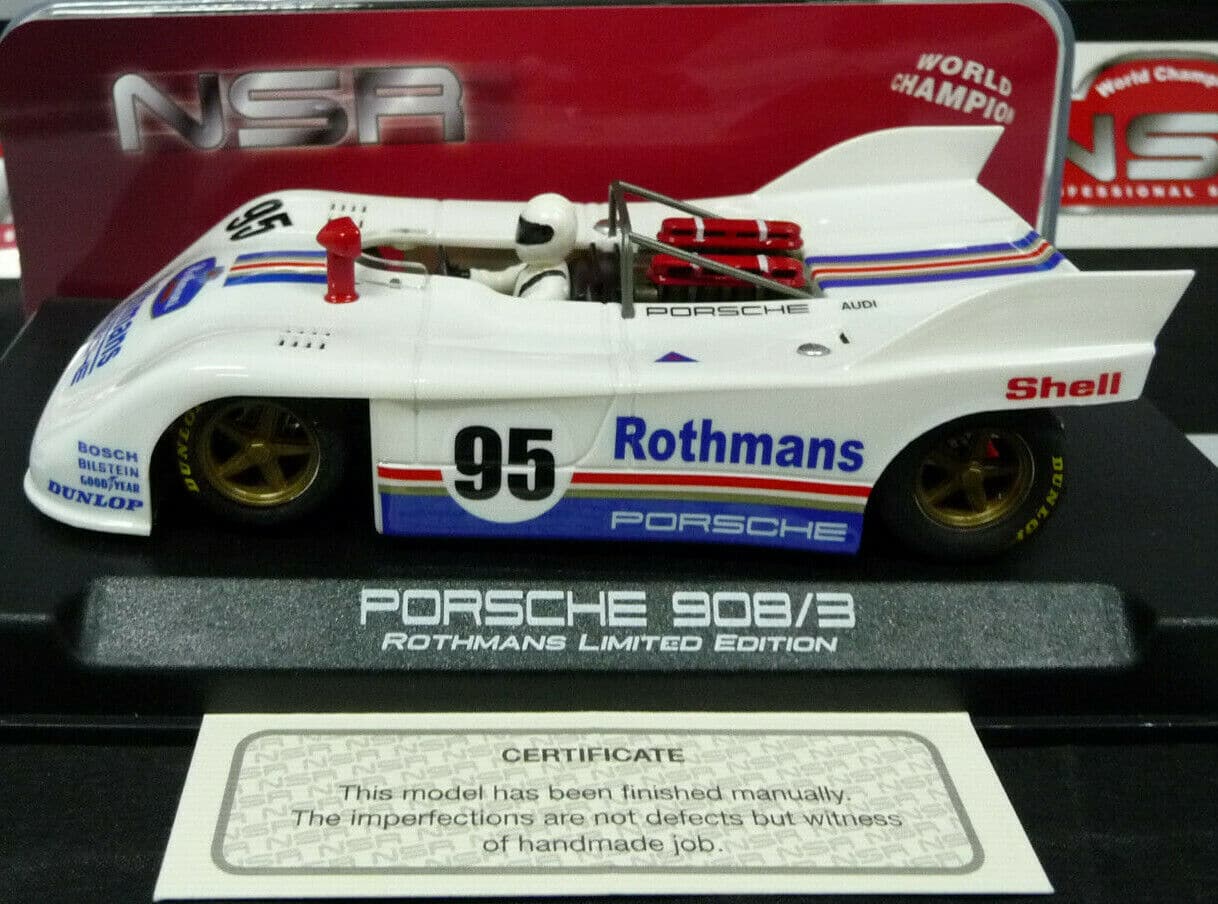 NSR
WORLD
CHAMPION
World Champ
NS
OFESSIONAL S
95
PORSCHE
AUDI
Shell
95
Rothmans
PORSCHE
BOSCH
BILSTEIN
GOODYEAR
DUNLOP
DUNLOP
DUNLOP
PORSCHE 908/3
ROTHMANS LIMITED EDITION
CERTIFICATE
This model has been finished manually.
The imperfections are not defects but witness
of handmade job.